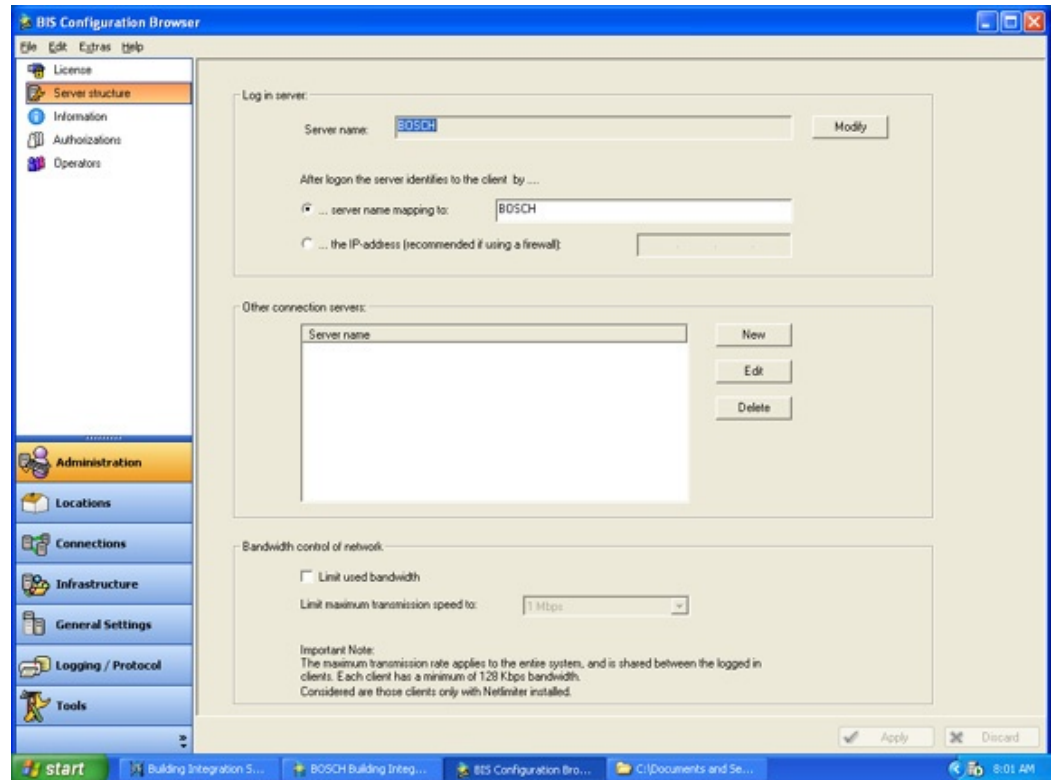 BIS Configuration Browser
File Edit Extras Help
License
Server structure
Information
Authorizations
Operators
Administration
Locations
Connections
Infrastructure
General Settings
Logging / Protocol
Tools
Log in server:
Server name: BOSCH Modify
After logon the server identifies to the client by ....
... server name mapping to: BOSCH
... the IP-address (recommended if using a firewall):
Other connection servers:
Server name
New
Edit
Delete
Bandwidth control of network
Limit used bandwidth
Limit maximum transmission speed to: 1 Mbps
Important Note:
The maximum transmission rate applies to the entire system, and is shared between the logged in
clients. Each client has a minimum of 128 Kbps bandwidth.
Considered are those clients only with Netlimiter installed.
Apply Discard
start Building Integration S... BOSCH Building Integ... BIS Configuration Bro... C:\Documents and Se... 8:01 AM